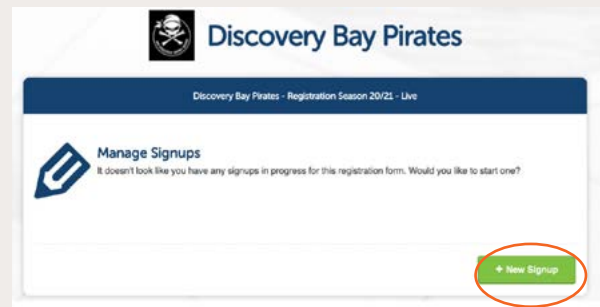 Discovery Bay Pirates
Discovery Bay Pirates - Registration Season 20/21 - Live
Manage Signups
It doesn't look like you have any signups in progress for this registration form. Would you like to start one?
+ New Signup